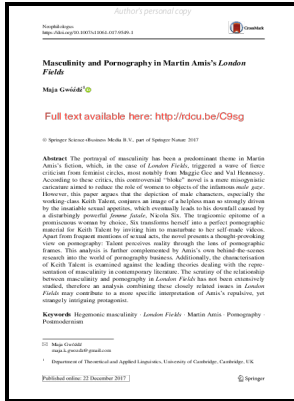 Author's personal copy
Neophilologus
https://doi.org/10.1007/s11061-017-9549-1
CrossMark
Masculinity and Pornography in Martin Amis's London
Fields
Maja Gwóźdź¹
Full text available here: http://rdcu.be/C9sg
© Springer Science+Business Media B.V., part of Springer Nature 2017
Abstract The portrayal of masculinity has been a predominant theme in Martin
Amis's fiction, which, in the case of London Fields, triggered a wave of fierce
criticism from feminist circles, most notably from Maggie Gee and Val Hennessy.
According to these critics, this controversial "bloke" novel is a mere misogynistic
caricature aimed to reduce the role of women to objects of the infamous male gaze.
However, this paper argues that the depiction of male characters, especially the
working-class Keith Talent, conjures an image of a helpless man so strongly driven
by the insatiable sexual appetites, which eventually leads to his downfall caused by
a disturbingly powerful femme fatale, Nicola Six. The tragicomic epitome of a
promiscuous woman by choice, Six transforms herself into a perfect pornographic
material for Keith Talent by inviting him to masturbate to her self-made videos.
Apart from frequent mentions of sexual acts, the novel presents a thought-provoking
view on pornography: Talent perceives reality through the lens of pornographic
frames. This analysis is further complemented by Amis's own behind-the-scenes
research into the world of pornography business. Additionally, the characterisation
of Keith Talent is examined against the leading theories dealing with the repre-
sentation of masculinity in contemporary literature. The scrutiny of the relationship
between masculinity and pornography in London Fields has not been extensively
studied, therefore an analysis combining these closely related issues in London
Fields may contribute to a more specific interpretation of Amis's repulsive, yet
strangely intriguing protagonist.
Keywords Hegemonic masculinity · London Fields · Martin Amis · Pornography ·
Postmodernism
Maja Gwóźdź
maja.k.gwozdz@gmail.com
1 Department of Theoretical and Applied Linguistics, University of Cambridge, Cambridge, UK
Published online: 22 December 2017
Springer